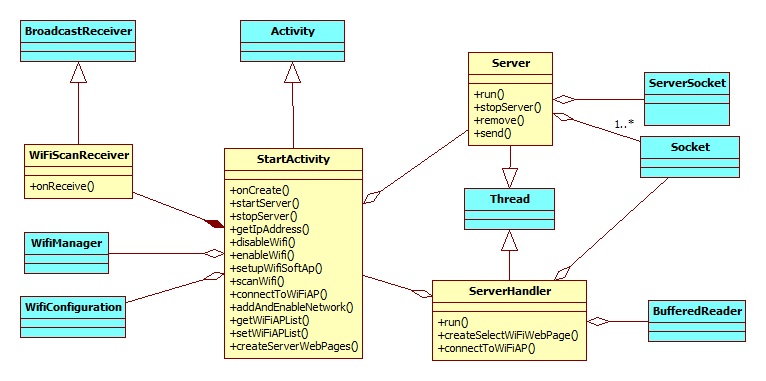 BroadcastReceiver
Activity
Server
+run()
+stopServer()
+remove()
+send()
ServerSocket
1..*
Socket
WiFiScanReceiver
+onReceive()
StartActivity
+onCreate()
+startServer()
+stopServer()
+getIpAddress()
+disableWifi()
+enableWifi()
+setupWifiSoftAp()
+scanWifi()
+connectToWiFiAP()
+addAndEnableNetwork()
+getWiFiAPList()
+setWiFiAPList()
+createServerWebPages()
Thread
WifiManager
WifiConfiguration
ServerHandler
+run()
+createSelectWiFiWebPage()
+connectToWiFiAP()
BufferedReader